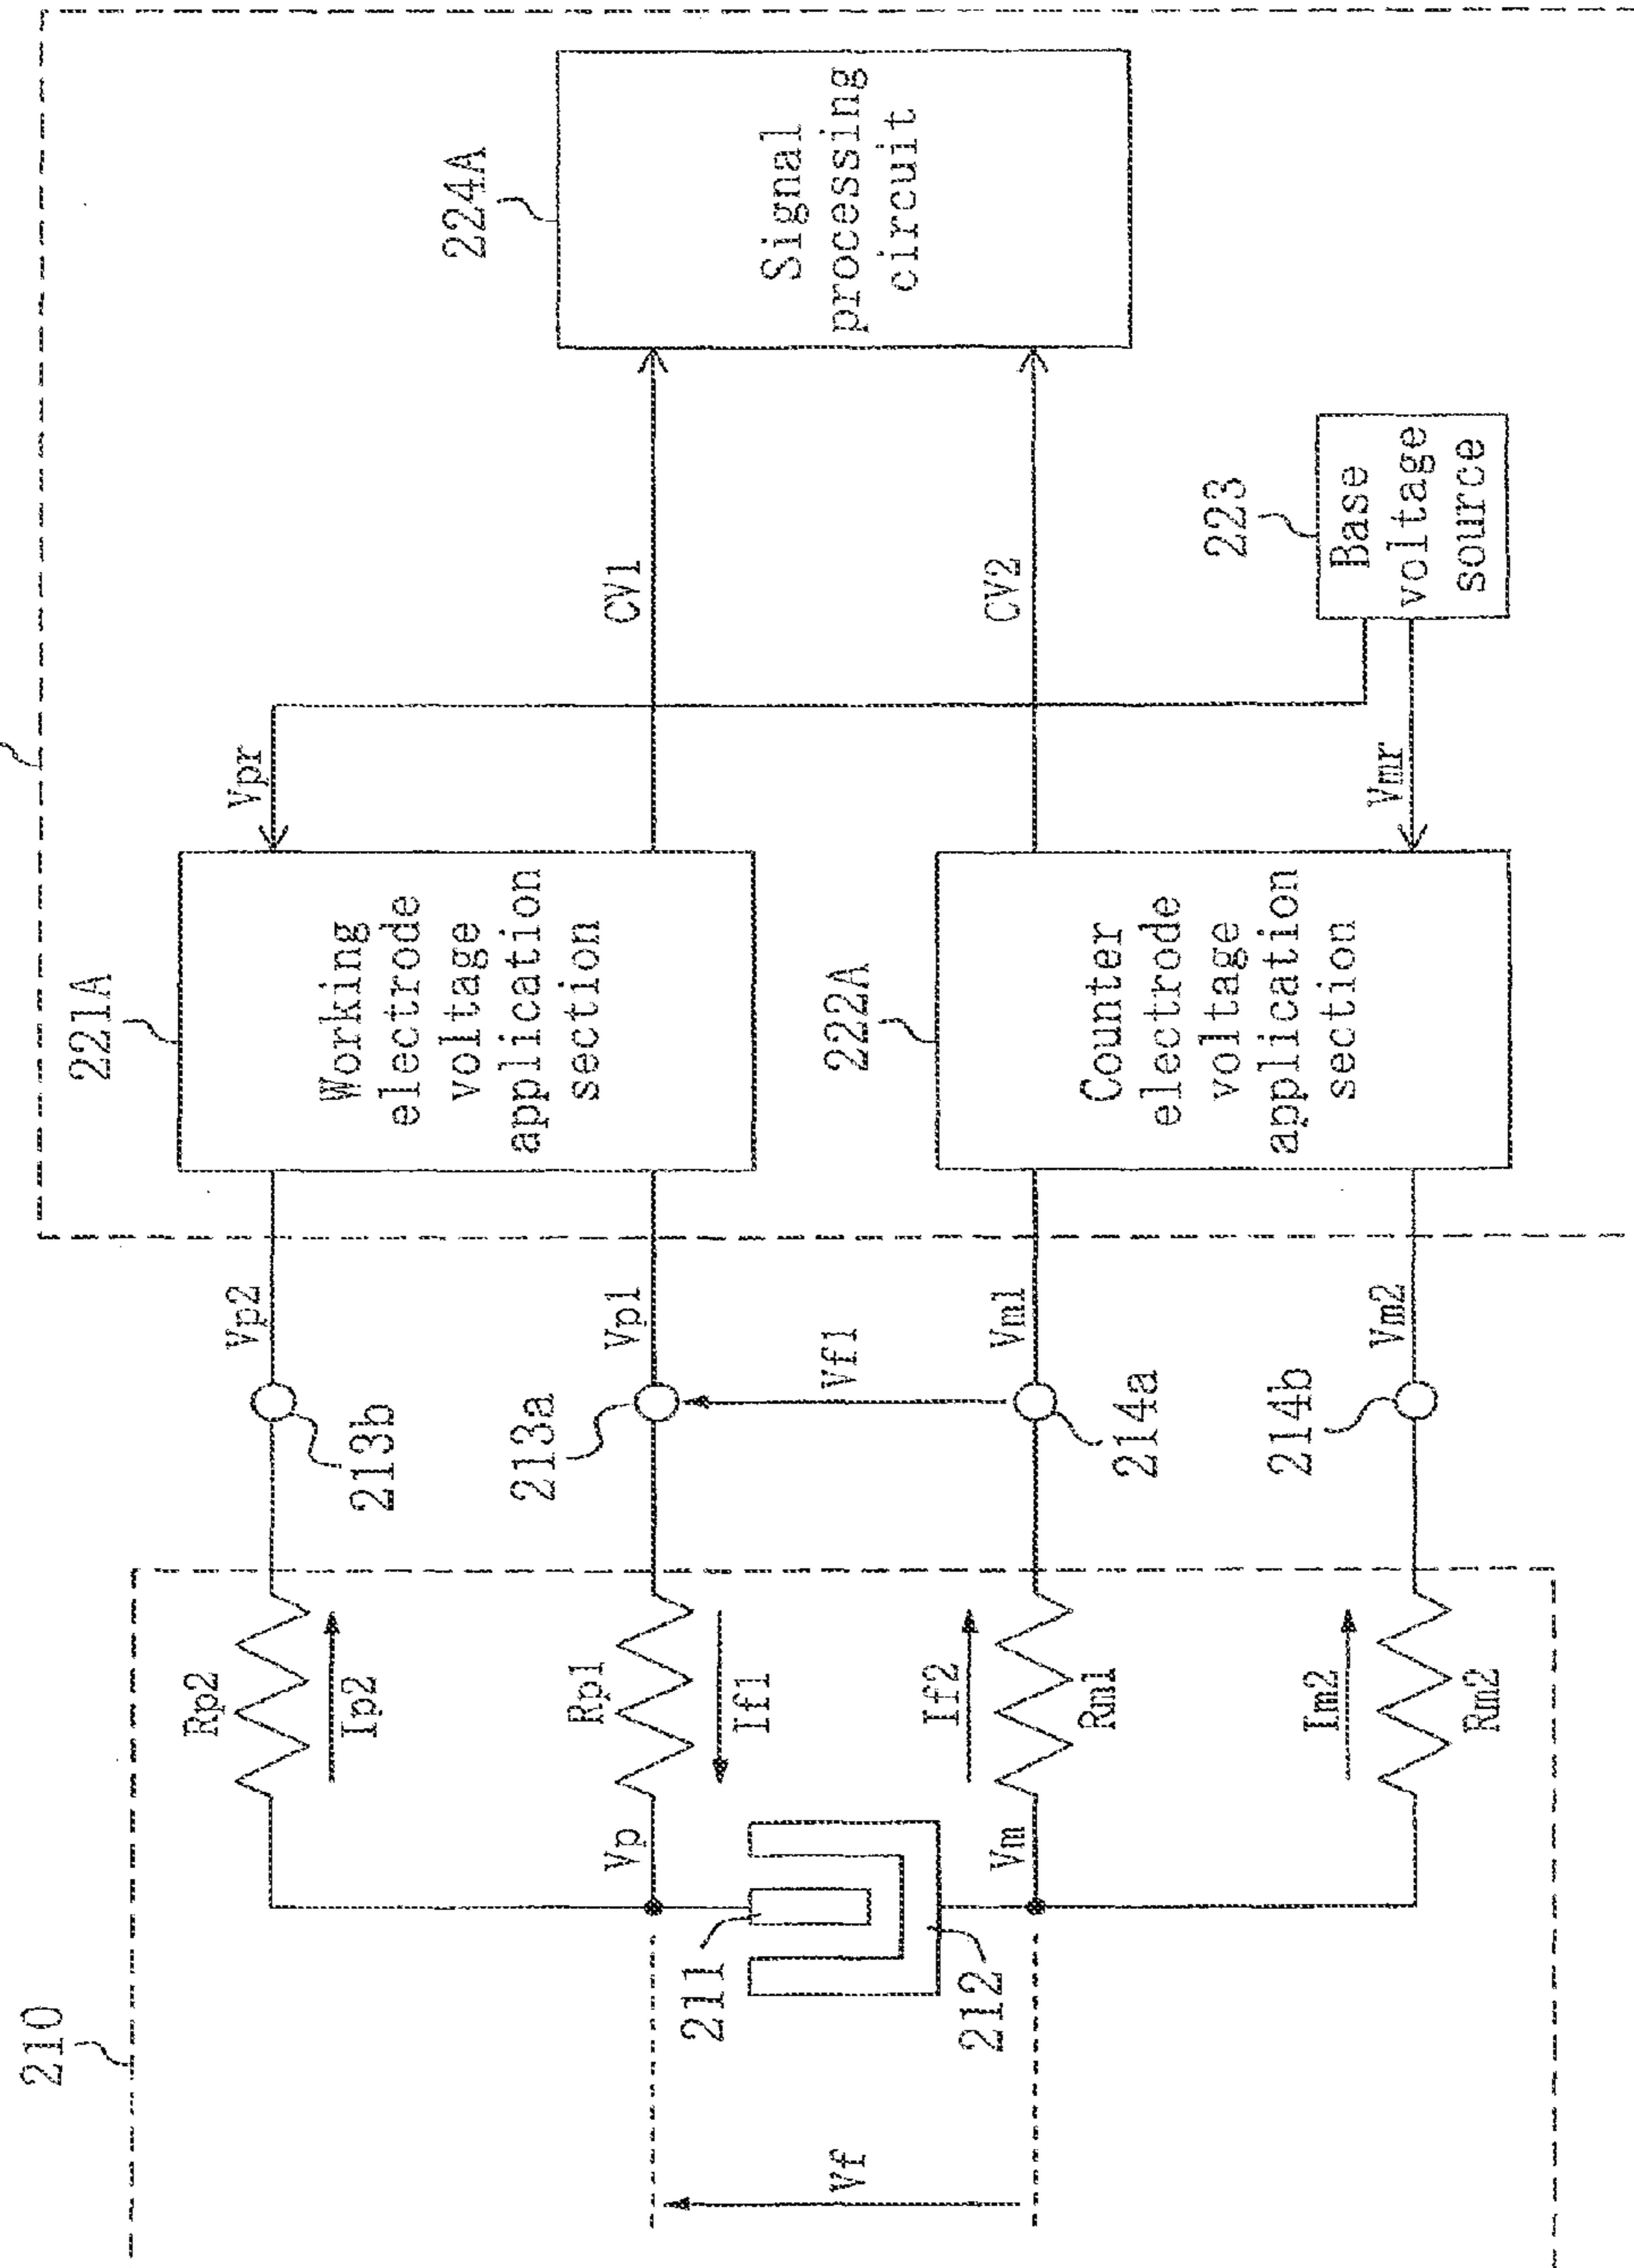 210
Vf
211
212
Vp
Vm
Rp2
Ip2
Rp1
If1
If2
Rm1
Im2
Rm2
213b
213a
214a
214b
Vp2
Vp1
Vf1
Vm1
Vm2
221A
Working
electrode
voltage
application
section
222A
Counter
electrode
voltage
application
section
Vpr
Vmr
CV1
CV2
223
Base
voltage
source
224A
Signal
processing
circuit